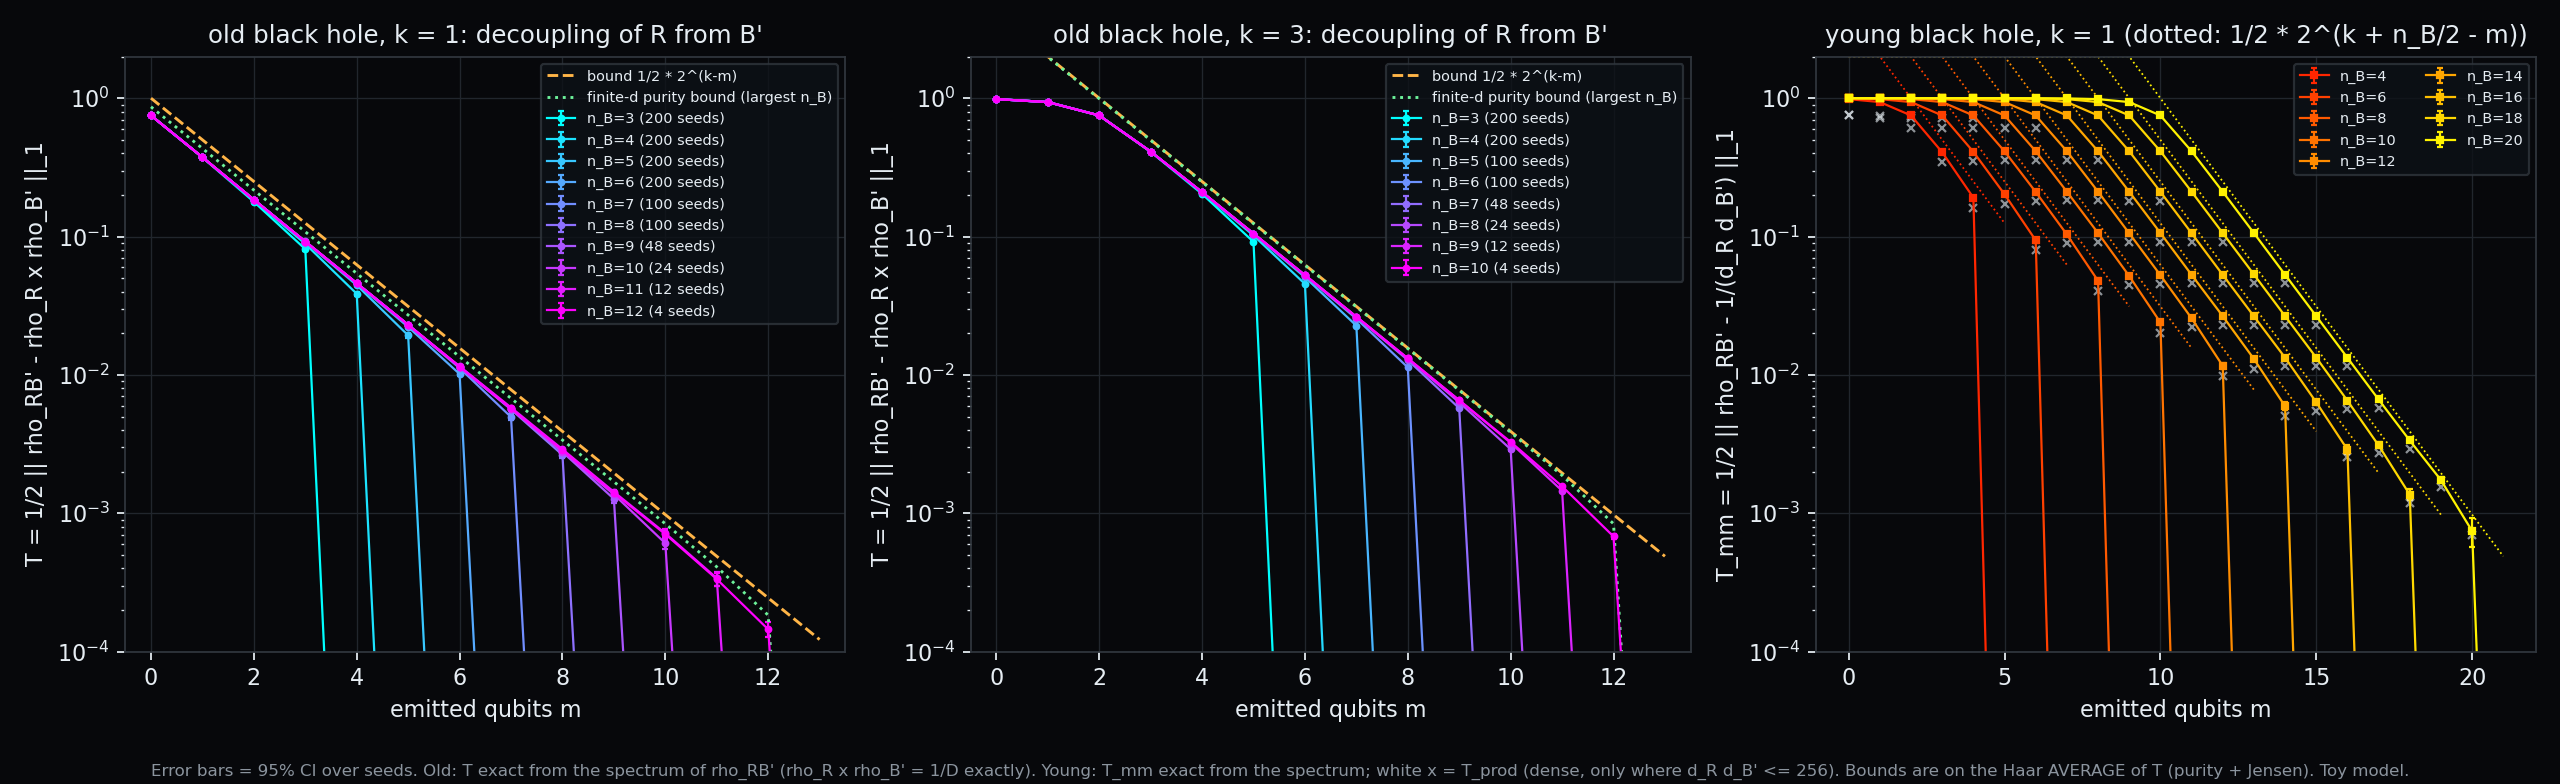 old black hole, k = 1: decoupling of R from B'
T = 1/2 || rho_RB' - rho_R x rho_B' ||_1
10^0
10^-1
10^-2
10^-3
10^-4
bound 1/2 * 2^(k-m)
finite-d purity bound (largest n_B)
n_B=3 (200 seeds)
n_B=4 (200 seeds)
n_B=5 (200 seeds)
n_B=6 (200 seeds)
n_B=7 (100 seeds)
n_B=8 (100 seeds)
n_B=9 (48 seeds)
n_B=10 (24 seeds)
n_B=11 (12 seeds)
n_B=12 (4 seeds)
0 2 4 6 8 10 12
emitted qubits m
old black hole, k = 3: decoupling of R from B'
T = 1/2 || rho_RB' - rho_R x rho_B' ||_1
10^0
10^-1
10^-2
10^-3
10^-4
bound 1/2 * 2^(k-m)
finite-d purity bound (largest n_B)
n_B=3 (200 seeds)
n_B=4 (200 seeds)
n_B=5 (100 seeds)
n_B=6 (100 seeds)
n_B=7 (48 seeds)
n_B=8 (24 seeds)
n_B=9 (12 seeds)
n_B=10 (4 seeds)
0 2 4 6 8 10 12
emitted qubits m
young black hole, k = 1 (dotted: 1/2 * 2^(k + n_B/2 - m))
T_mm = 1/2 || rho_RB' - 1/(d_R d_B') ||_1
10^0
10^-1
10^-2
10^-3
10^-4
n_B=4
n_B=6
n_B=8
n_B=10
n_B=12
n_B=14
n_B=16
n_B=18
n_B=20
0 5 10 15 20
emitted qubits m
Error bars = 95% CI over seeds. Old: T exact from the spectrum of rho_RB' (rho_R x rho_B' = 1/D exactly). Young: T_mm exact from the spectrum; white x = T_prod (dense, only where d_R d_B' <= 256). Bounds are on the Haar AVERAGE of T (purity + Jensen). Toy model.